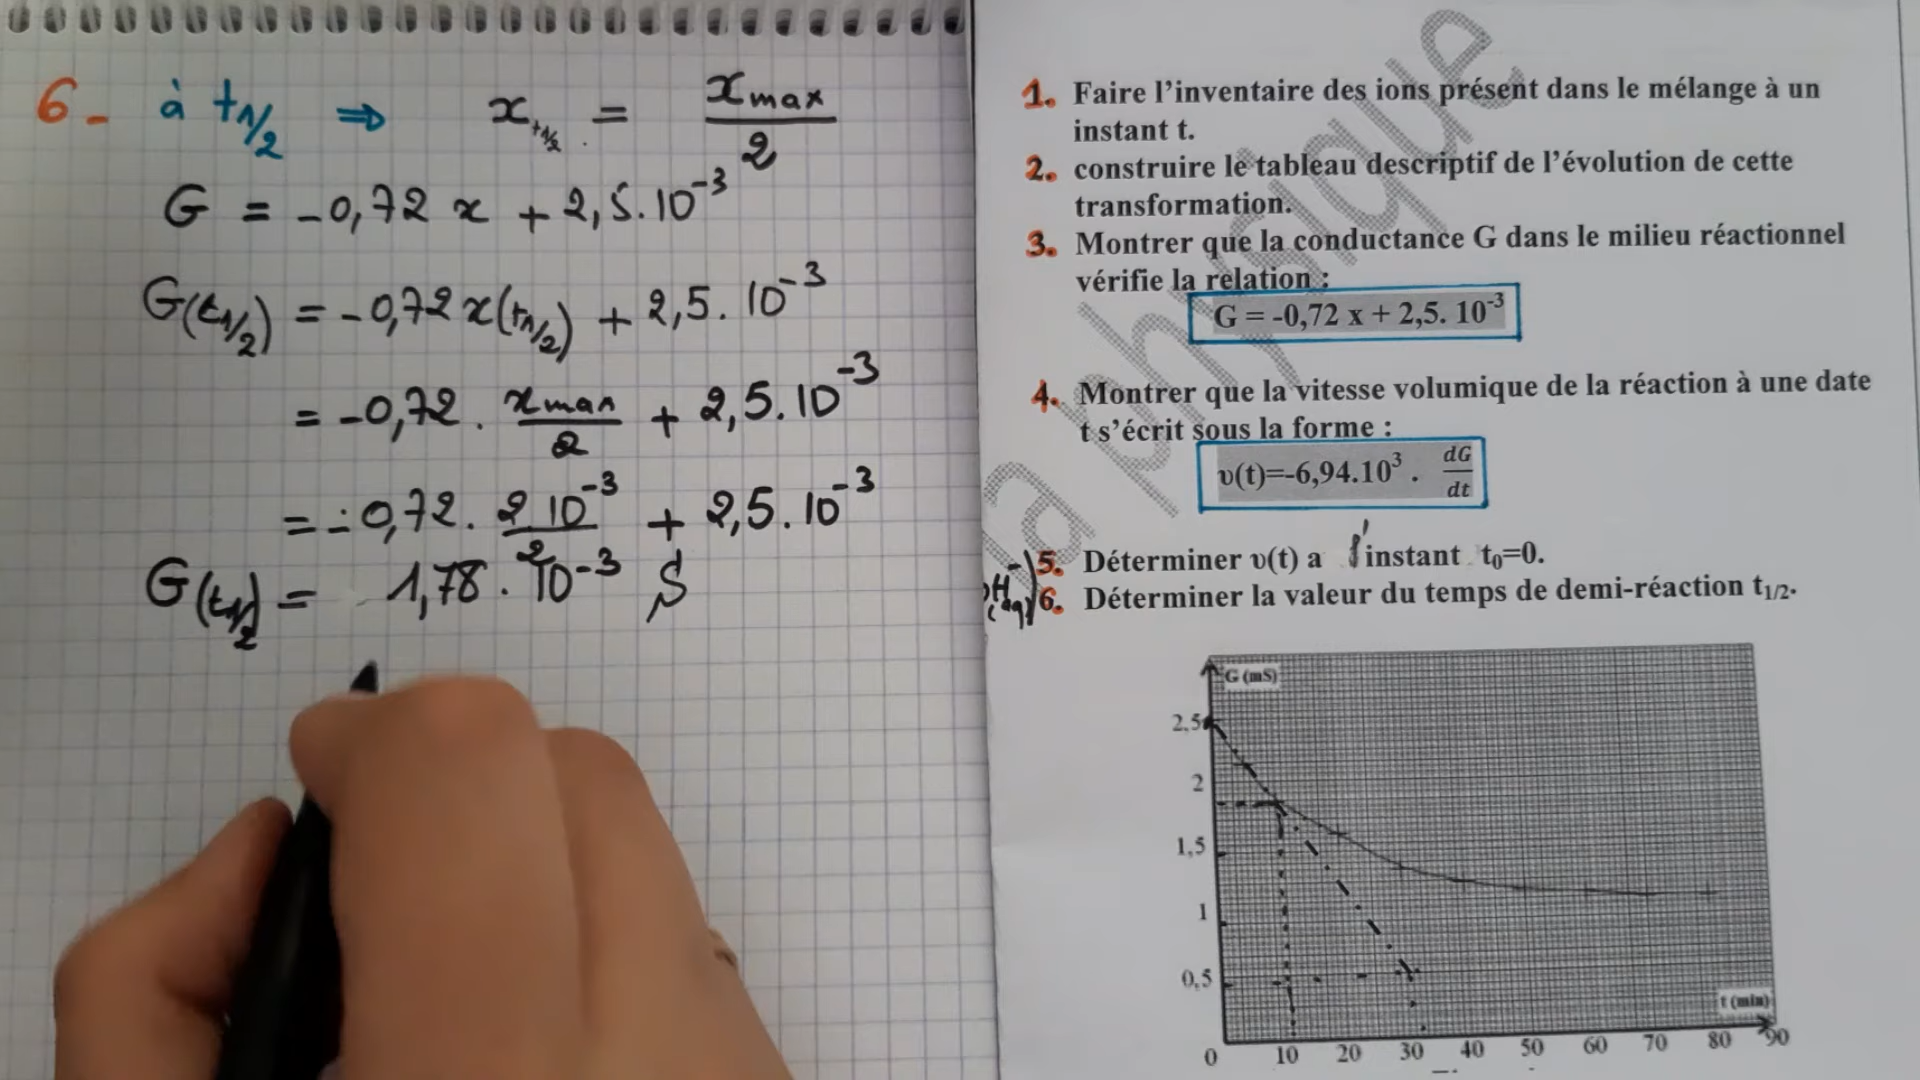 6- à t1/2 ⇒ x_t1/2 = xmax/2
G = -0,72 x + 2,5.10⁻³
G(t1/2) = -0,72 x(t1/2) + 2,5.10⁻³
= -0,72 . xmax/2 + 2,5.10⁻³
= -0,72. 2 10⁻³/2 + 2,5.10⁻³
G(t1/2) = 1,78.10⁻³ S
la physique
1. Faire l'inventaire des ions présent dans le mélange à un
instant t.
2. construire le tableau descriptif de l'évolution de cette
transformation.
3. Montrer que la conductance G dans le milieu réactionnel
vérifie la relation :
G = -0,72 x + 2,5. 10⁻³
4. Montrer que la vitesse volumique de la réaction à une date
t s'écrit sous la forme :
υ(t)=-6,94.10³ . dG/dt
5. Déterminer υ(t) a l'instant t₀=0.
6. Déterminer la valeur du temps de demi-réaction t1/2.
G (mS)
2,5
2
1,5
1
0,5
t (min)
0 10 20 30 40 50 60 70 80 90